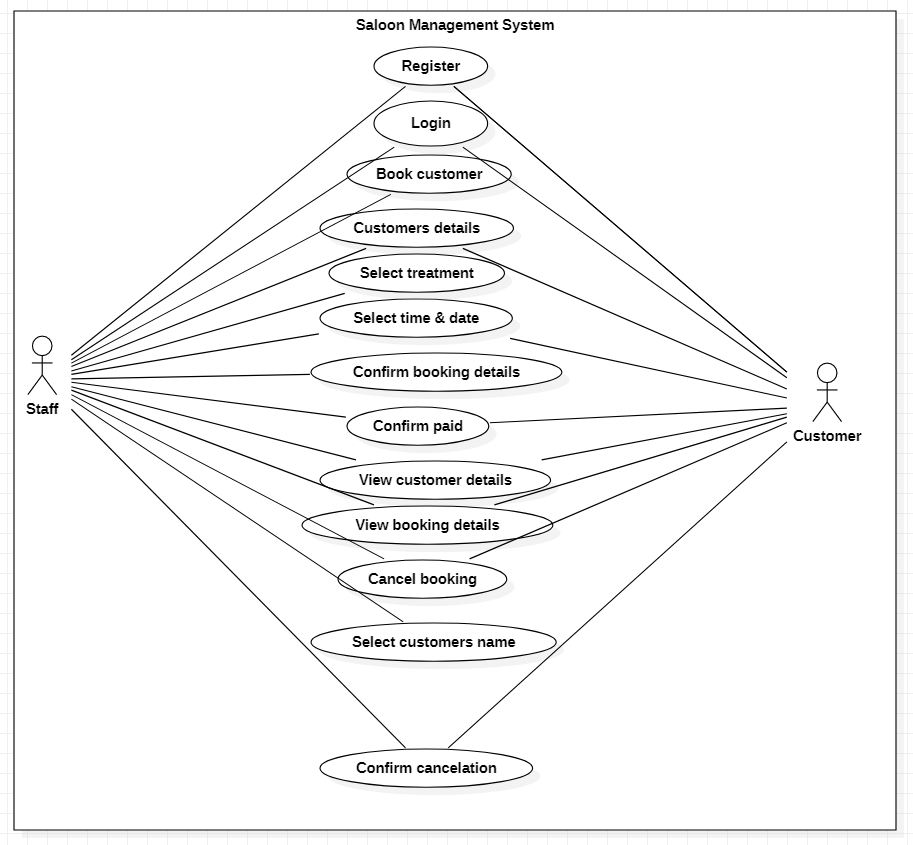 Saloon Management System
Register
Login
Book customer
Customers details
Select treatment
Select time & date
Confirm booking details
Staff
Confirm paid
Customer
View customer details
View booking details
Cancel booking
Select customers name
Confirm cancelation